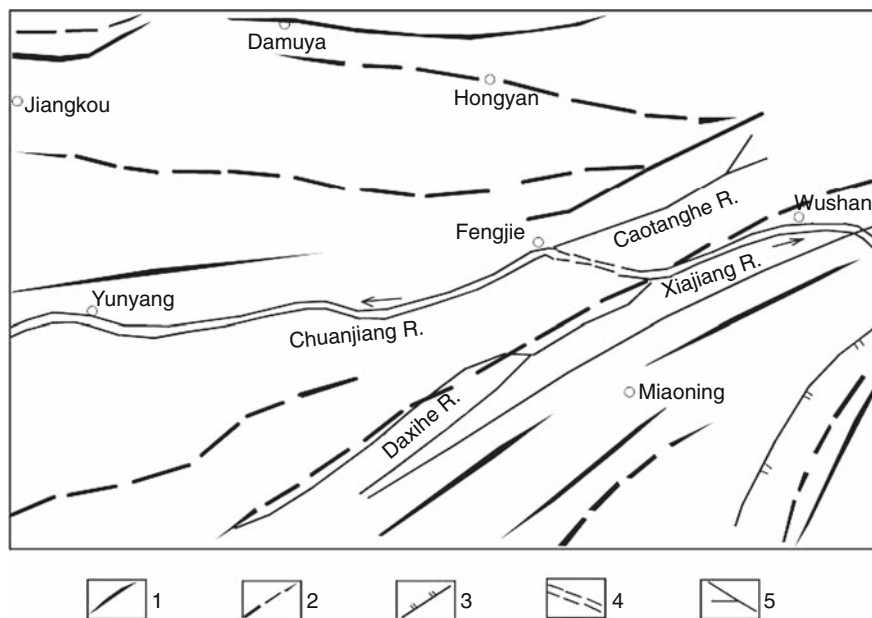 Damuya
Hongyan
Jiangkou
Wushan
Caotanghe R.
Fengjie
Xiajiang R.
Yunyang
Chuanjiang R.
Miaoning
Daxihe R.
1
2
3
4
5